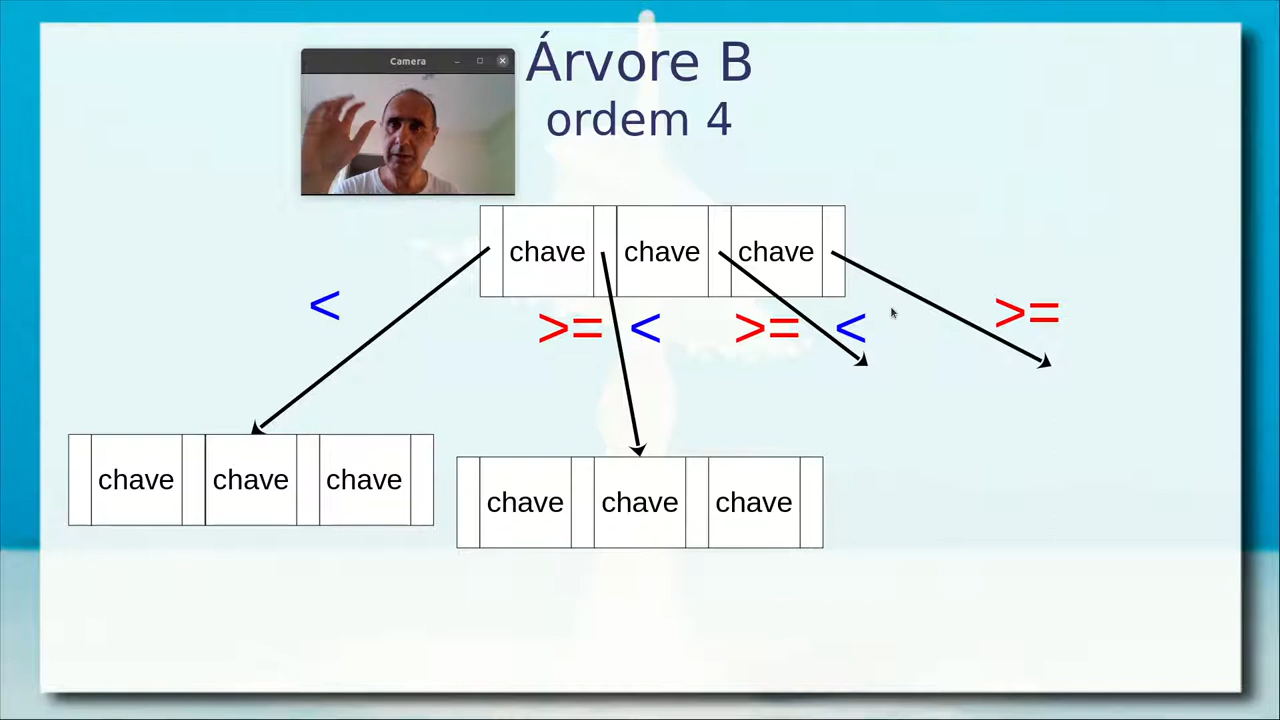 Camera
Árvore B
ordem 4
chave chave chave
<
>= <
>= <
>=
chave chave chave
chave chave chave